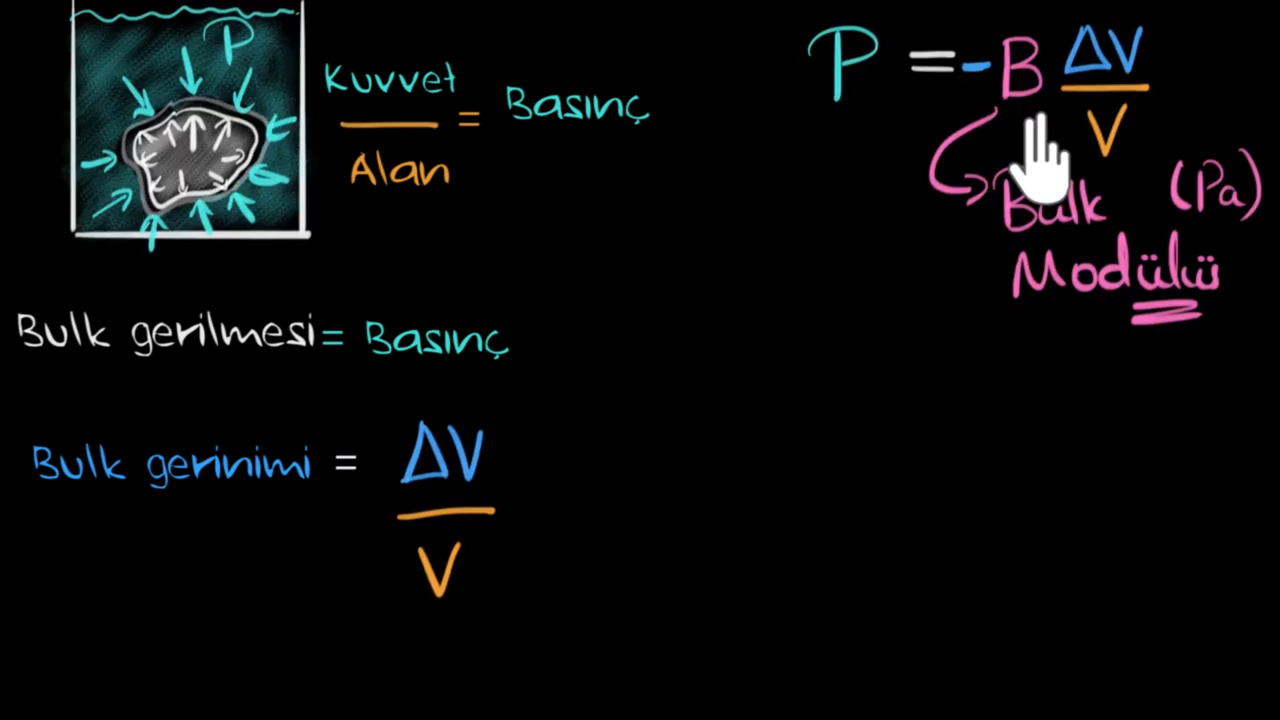 P
Kuvvet
Alan
= Basınç
P = - B ΔV
V
Bulk (Pa)
Modülü
Bulk gerilmesi = Basınç
Bulk gerinimi = ΔV
V